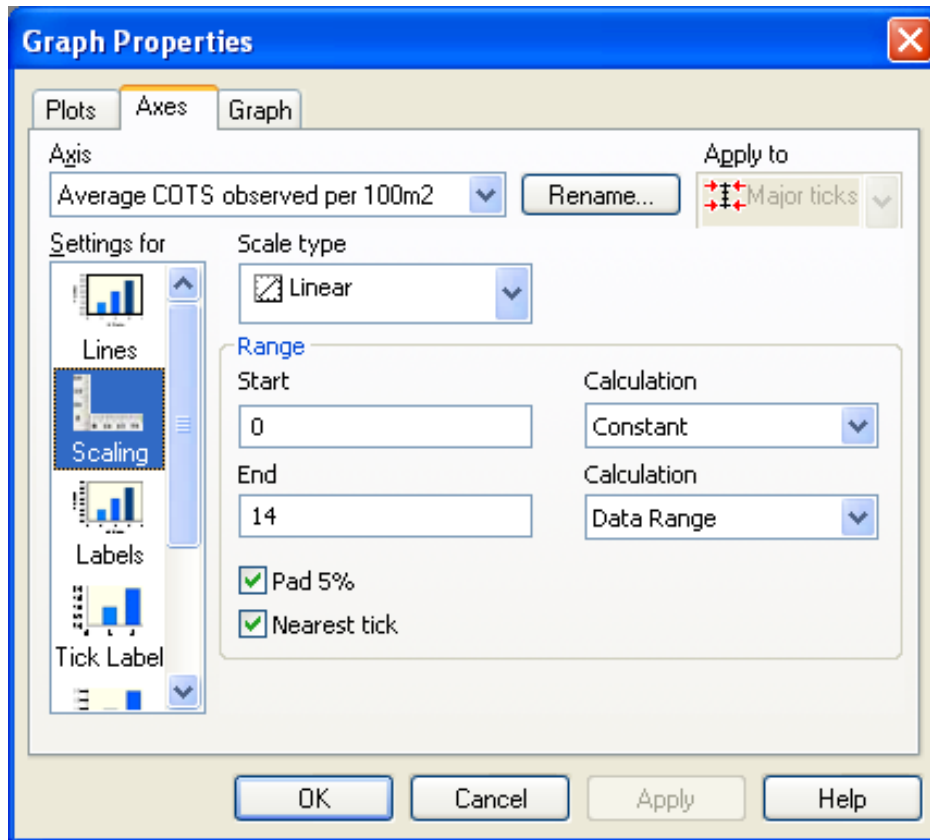 Graph Properties
Plots Axes Graph
Axis Apply to
Average COTS observed per 100m2 Rename... Major ticks
Settings for Scale type
Linear
Lines
Range
Start Calculation
0 Constant
Scaling
End Calculation
14 Data Range
Labels
Pad 5%
Nearest tick
Tick Label
OK Cancel Apply Help